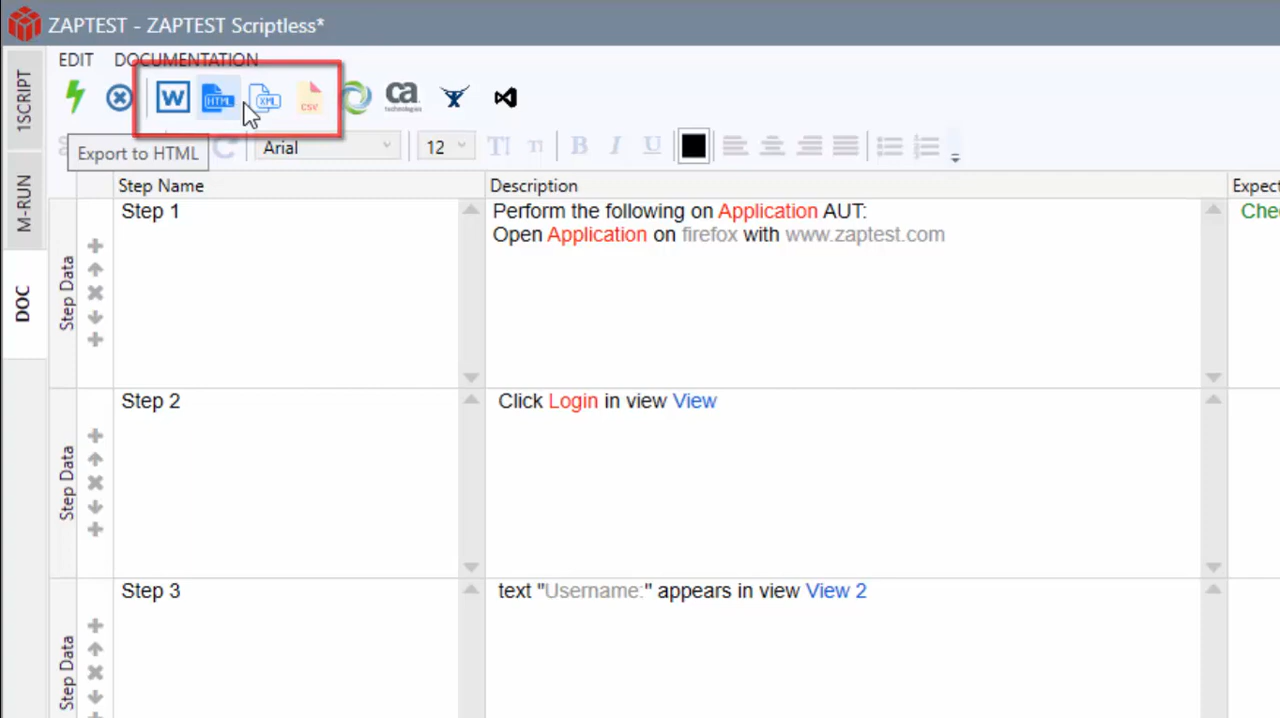 ZAPTEST - ZAPTEST Scriptless*
1SCRIPT
M-RUN
DOC
EDIT DOCUMENTATION
W HTML XML csv ca technologies
Export to HTML
Arial 12 B I U
Step Name Description Expect
Step Data
Step 1
Perform the following on Application AUT:
Open Application on firefox with www.zaptest.com
Chec
Step Data
Step 2
Click Login in view View
Step Data
Step 3
text "Username:" appears in view View 2